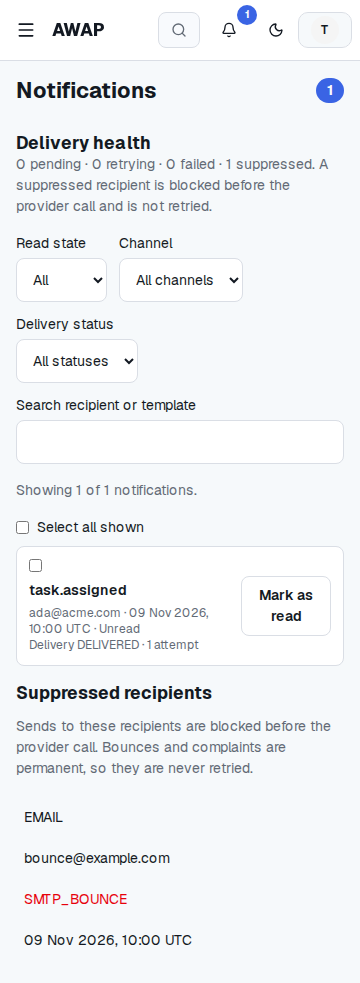 AWAP
1
T
Notifications
1
Delivery health
0 pending · 0 retrying · 0 failed · 1 suppressed. A
suppressed recipient is blocked before the
provider call and is not retried.
Read state
Channel
All
All channels
Delivery status
All statuses
Search recipient or template
Showing 1 of 1 notifications.
Select all shown
task.assigned
ada@acme.com · 09 Nov 2026,
10:00 UTC · Unread
Delivery DELIVERED · 1 attempt
Mark as
read
Suppressed recipients
Sends to these recipients are blocked before the
provider call. Bounces and complaints are
permanent, so they are never retried.
EMAIL
bounce@example.com
SMTP_BOUNCE
09 Nov 2026, 10:00 UTC